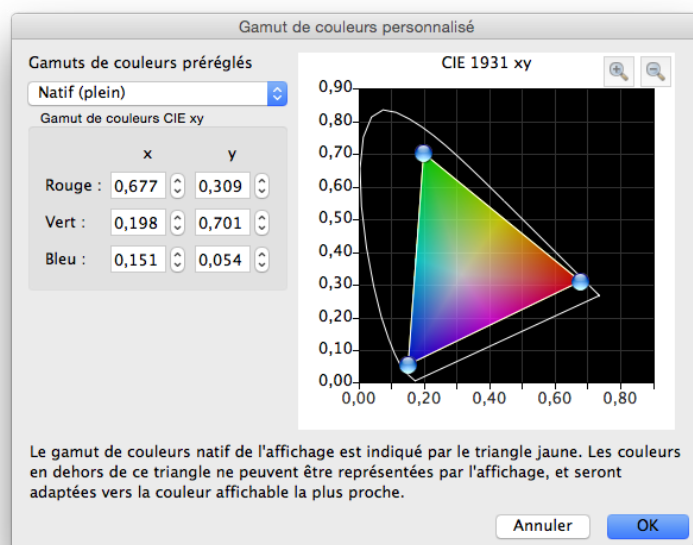 Gamut de couleurs personnalisé
Gamuts de couleurs préréglés
Natif (plein)
Gamut de couleurs CIE xy
x y
Rouge : 0,677 0,309
Vert : 0,198 0,701
Bleu : 0,151 0,054
CIE 1931 xy
0,90
0,80
0,70
0,60
0,50
0,40
0,30
0,20
0,10
0,00
0,00 0,20 0,40 0,60 0,80
Le gamut de couleurs natif de l'affichage est indiqué par le triangle jaune. Les couleurs
en dehors de ce triangle ne peuvent être représentées par l'affichage, et seront
adaptées vers la couleur affichable la plus proche.
Annuler OK